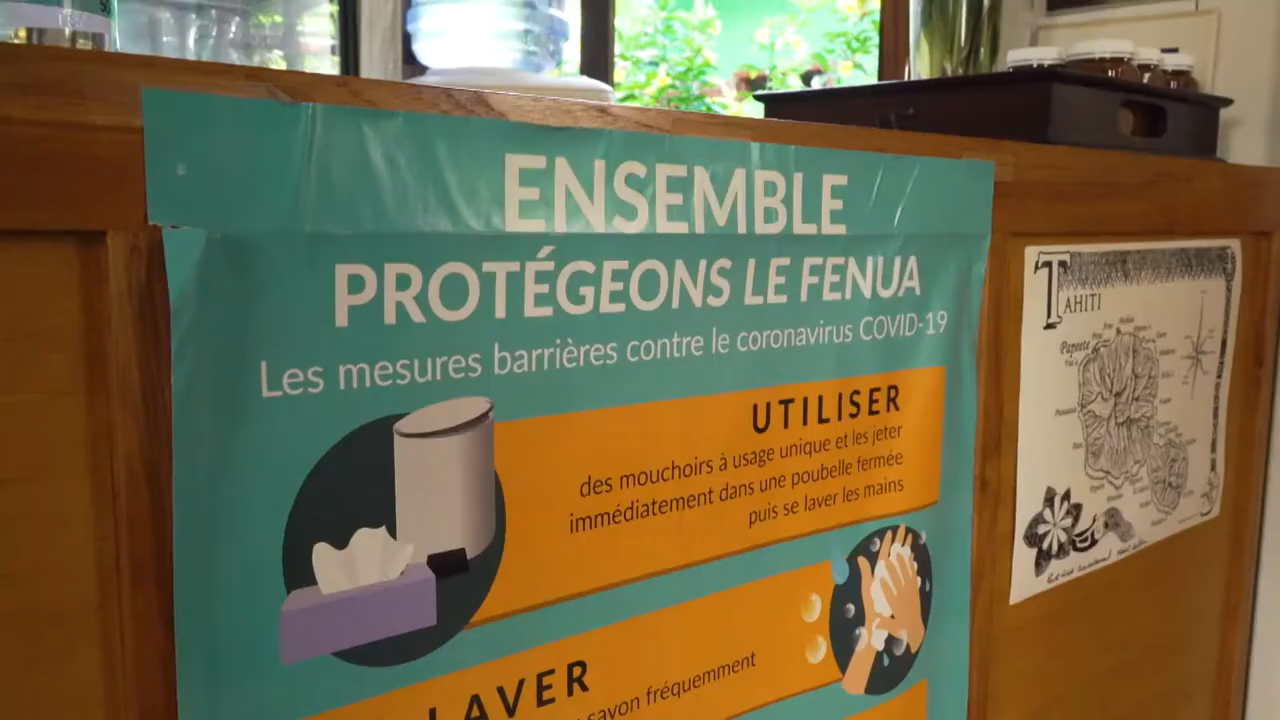 ENSEMBLE
PROTÉGEONS LE FENUA
Les mesures barrières contre le coronavirus COVID-19
UTILISER
des mouchoirs à usage unique et les jeter
immédiatement dans une poubelle fermée
puis se laver les mains
LAVER
savon fréquemment
TAHITI
Papeete